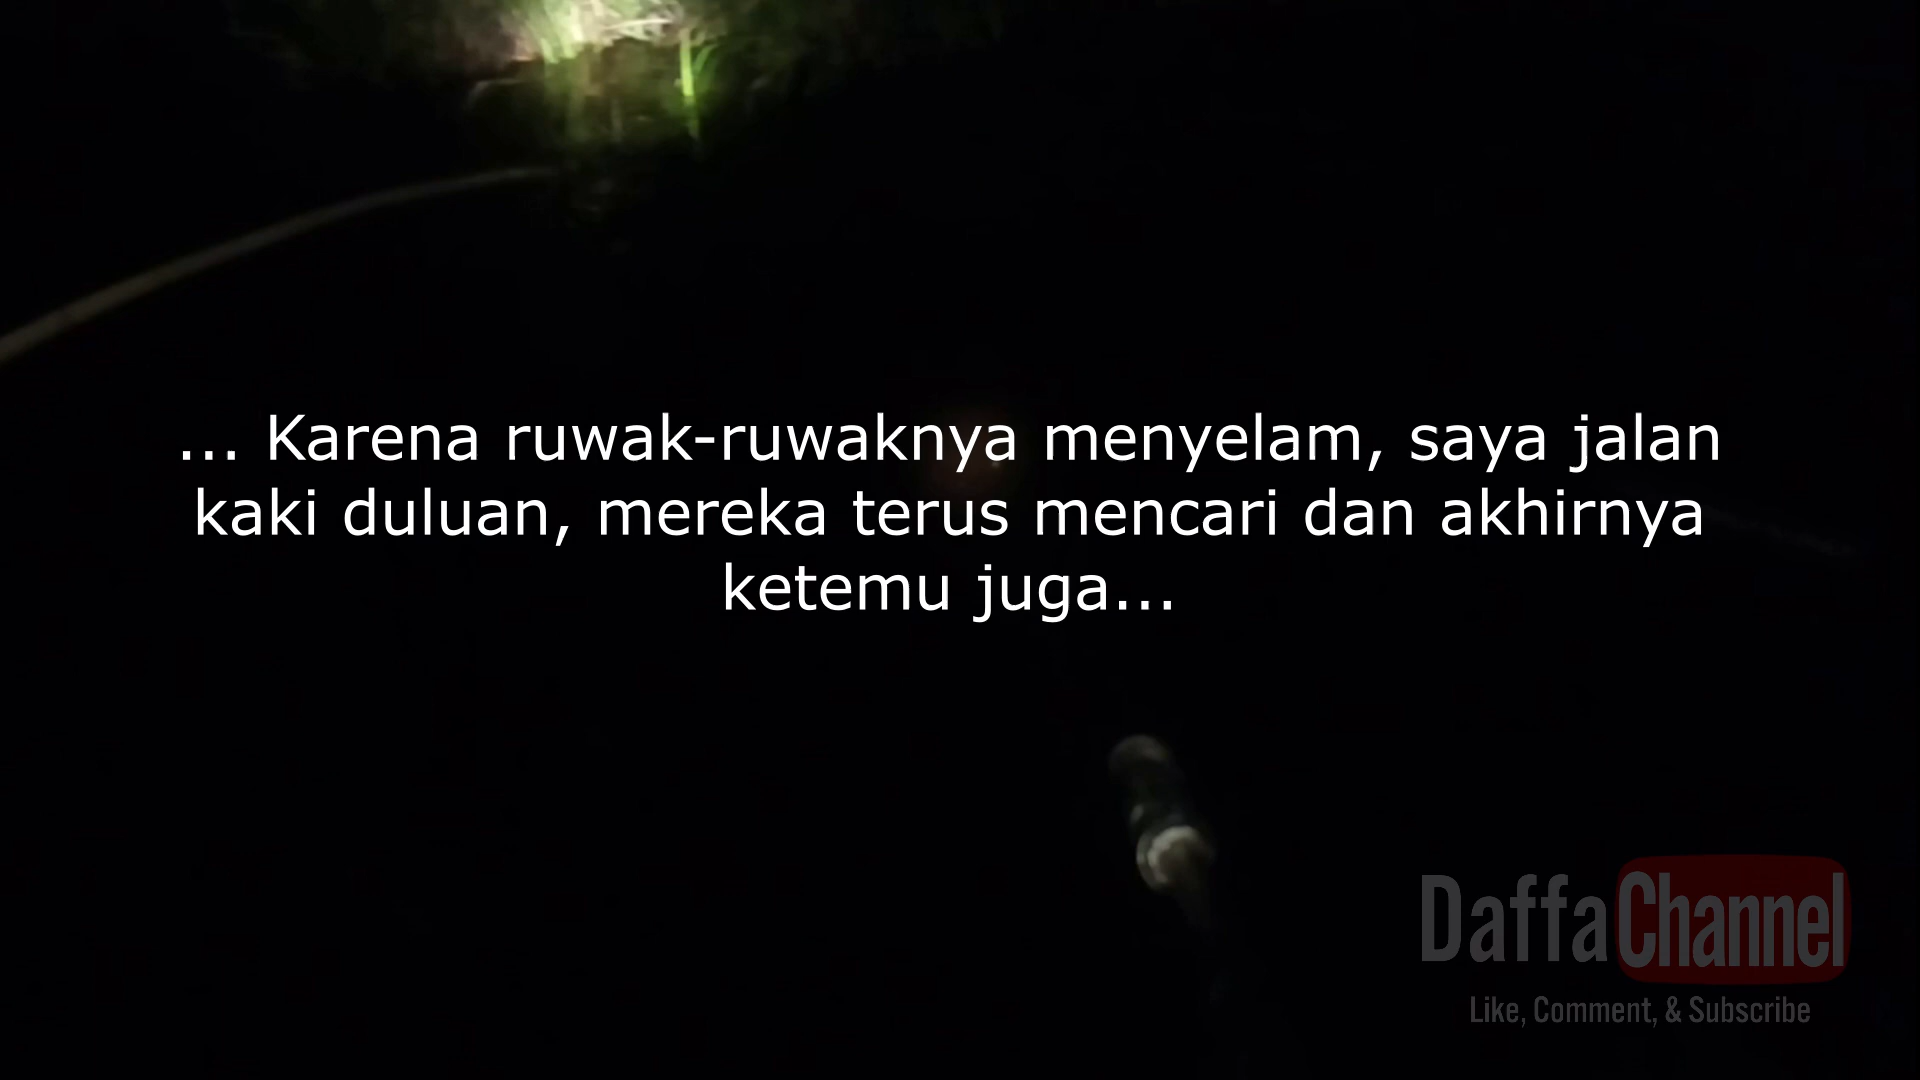 ... Karena ruwak-ruwaknya menyelam, saya jalan
kaki duluan, mereka terus mencari dan akhirnya
ketemu juga...
DaffaChannel
Like, Comment, & Subscribe